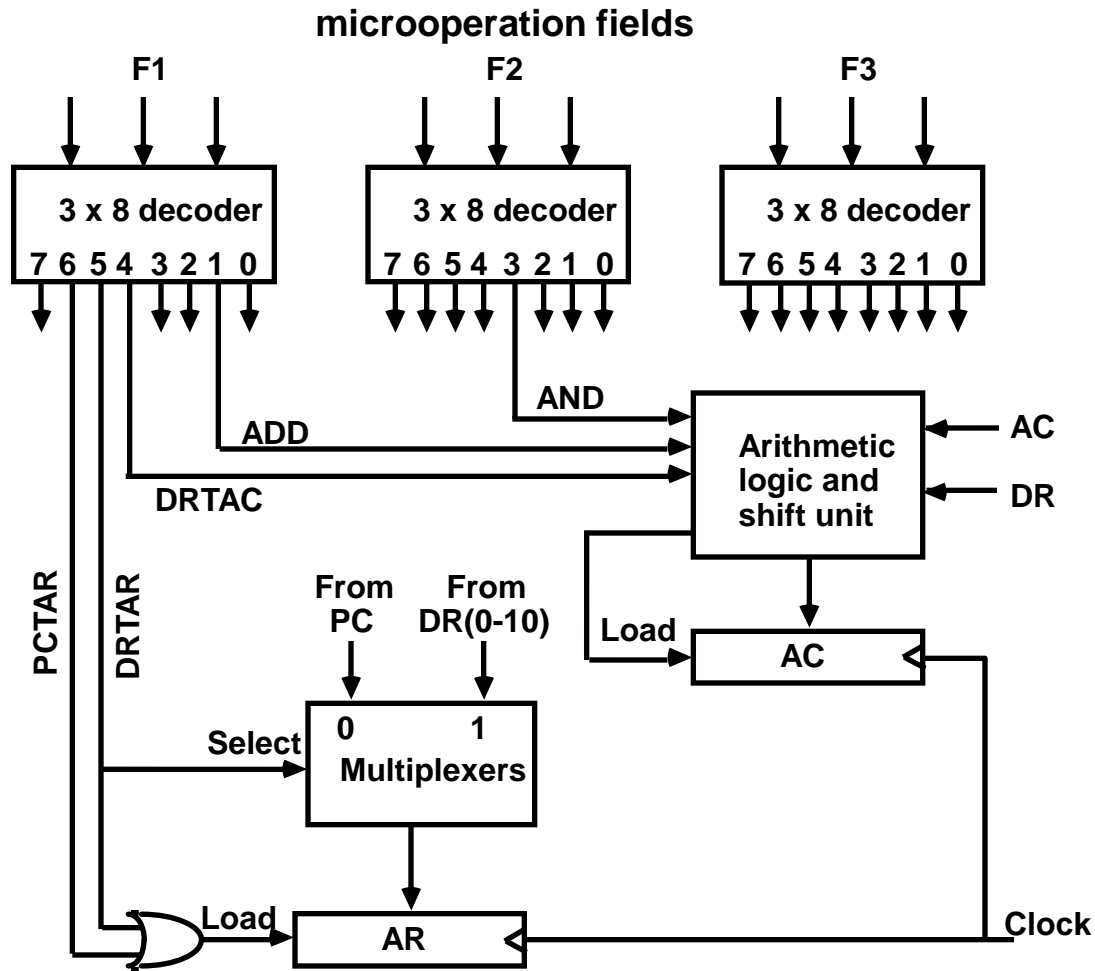 microoperation fields
F1
F2
F3
3 x 8 decoder
7 6 5 4 3 2 1 0
3 x 8 decoder
7 6 5 4 3 2 1 0
3 x 8 decoder
7 6 5 4 3 2 1 0
AND
ADD
DRTAC
Arithmetic
logic and
shift unit
AC
DR
PCTAR
DRTAR
From
PC
From
DR(0-10)
Load
AC
0 1
Select
Multiplexers
Load
AR
Clock